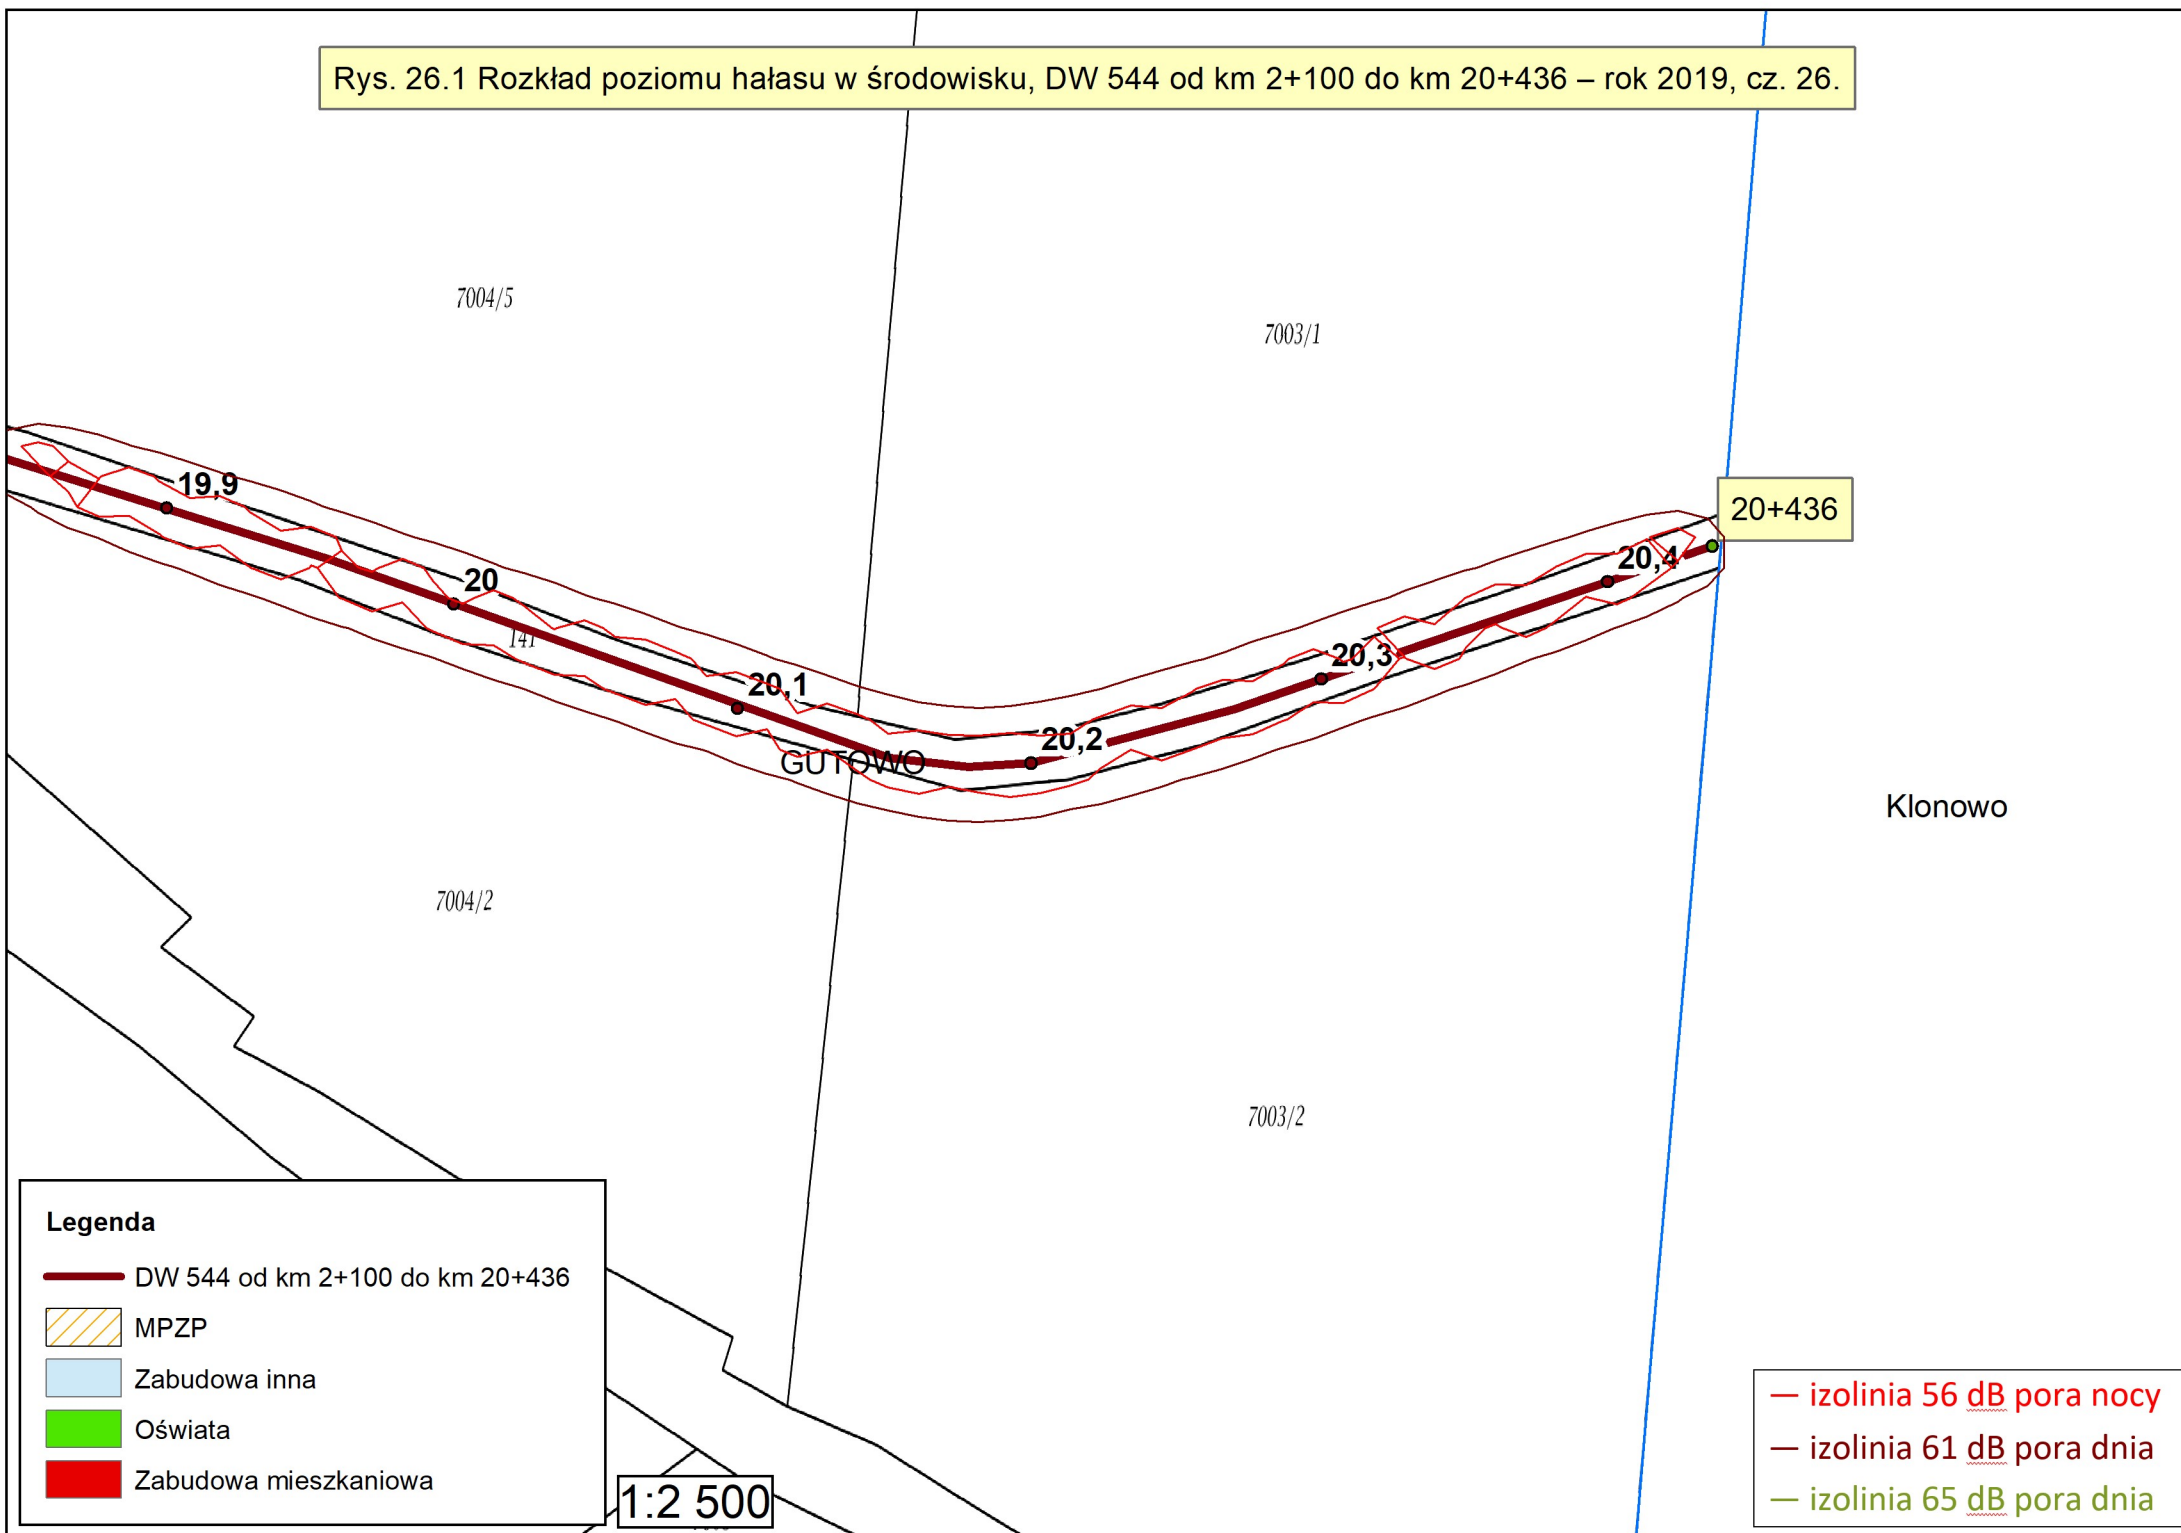 Rys. 26.1 Rozkład poziomu hałasu w środowisku, DW 544 od km 2+100 do km 20+436 – rok 2019, cz. 26.
7004/5
7003/1
19,9
20+436
20,4
20
141
20,3
20,1
20,2
GUTOWO
Klonowo
7004/2
7003/2
Legenda
DW 544 od km 2+100 do km 20+436
MPZP
Zabudowa inna
Oświata
Zabudowa mieszkaniowa
1:2 500
izolinia 56 dB pora nocy
izolinia 61 dB pora dnia
izolinia 65 dB pora dnia